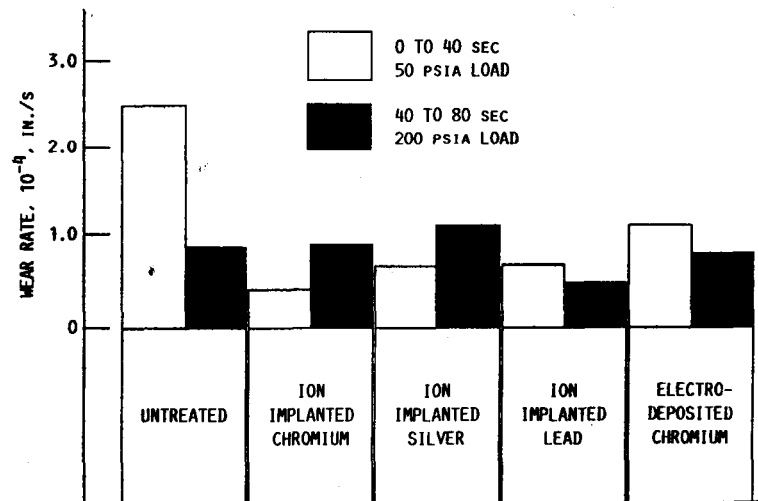 3.0
2.0
1.0
0
WEAR RATE, 10⁻⁴, IN./S
0 TO 40 SEC
50 PSIA LOAD
40 TO 80 SEC
200 PSIA LOAD
UNTREATED
ION
IMPLANTED
CHROMIUM
ION
IMPLANTED
SILVER
ION
IMPLANTED
LEAD
ELECTRO-
DEPOSITED
CHROMIUM